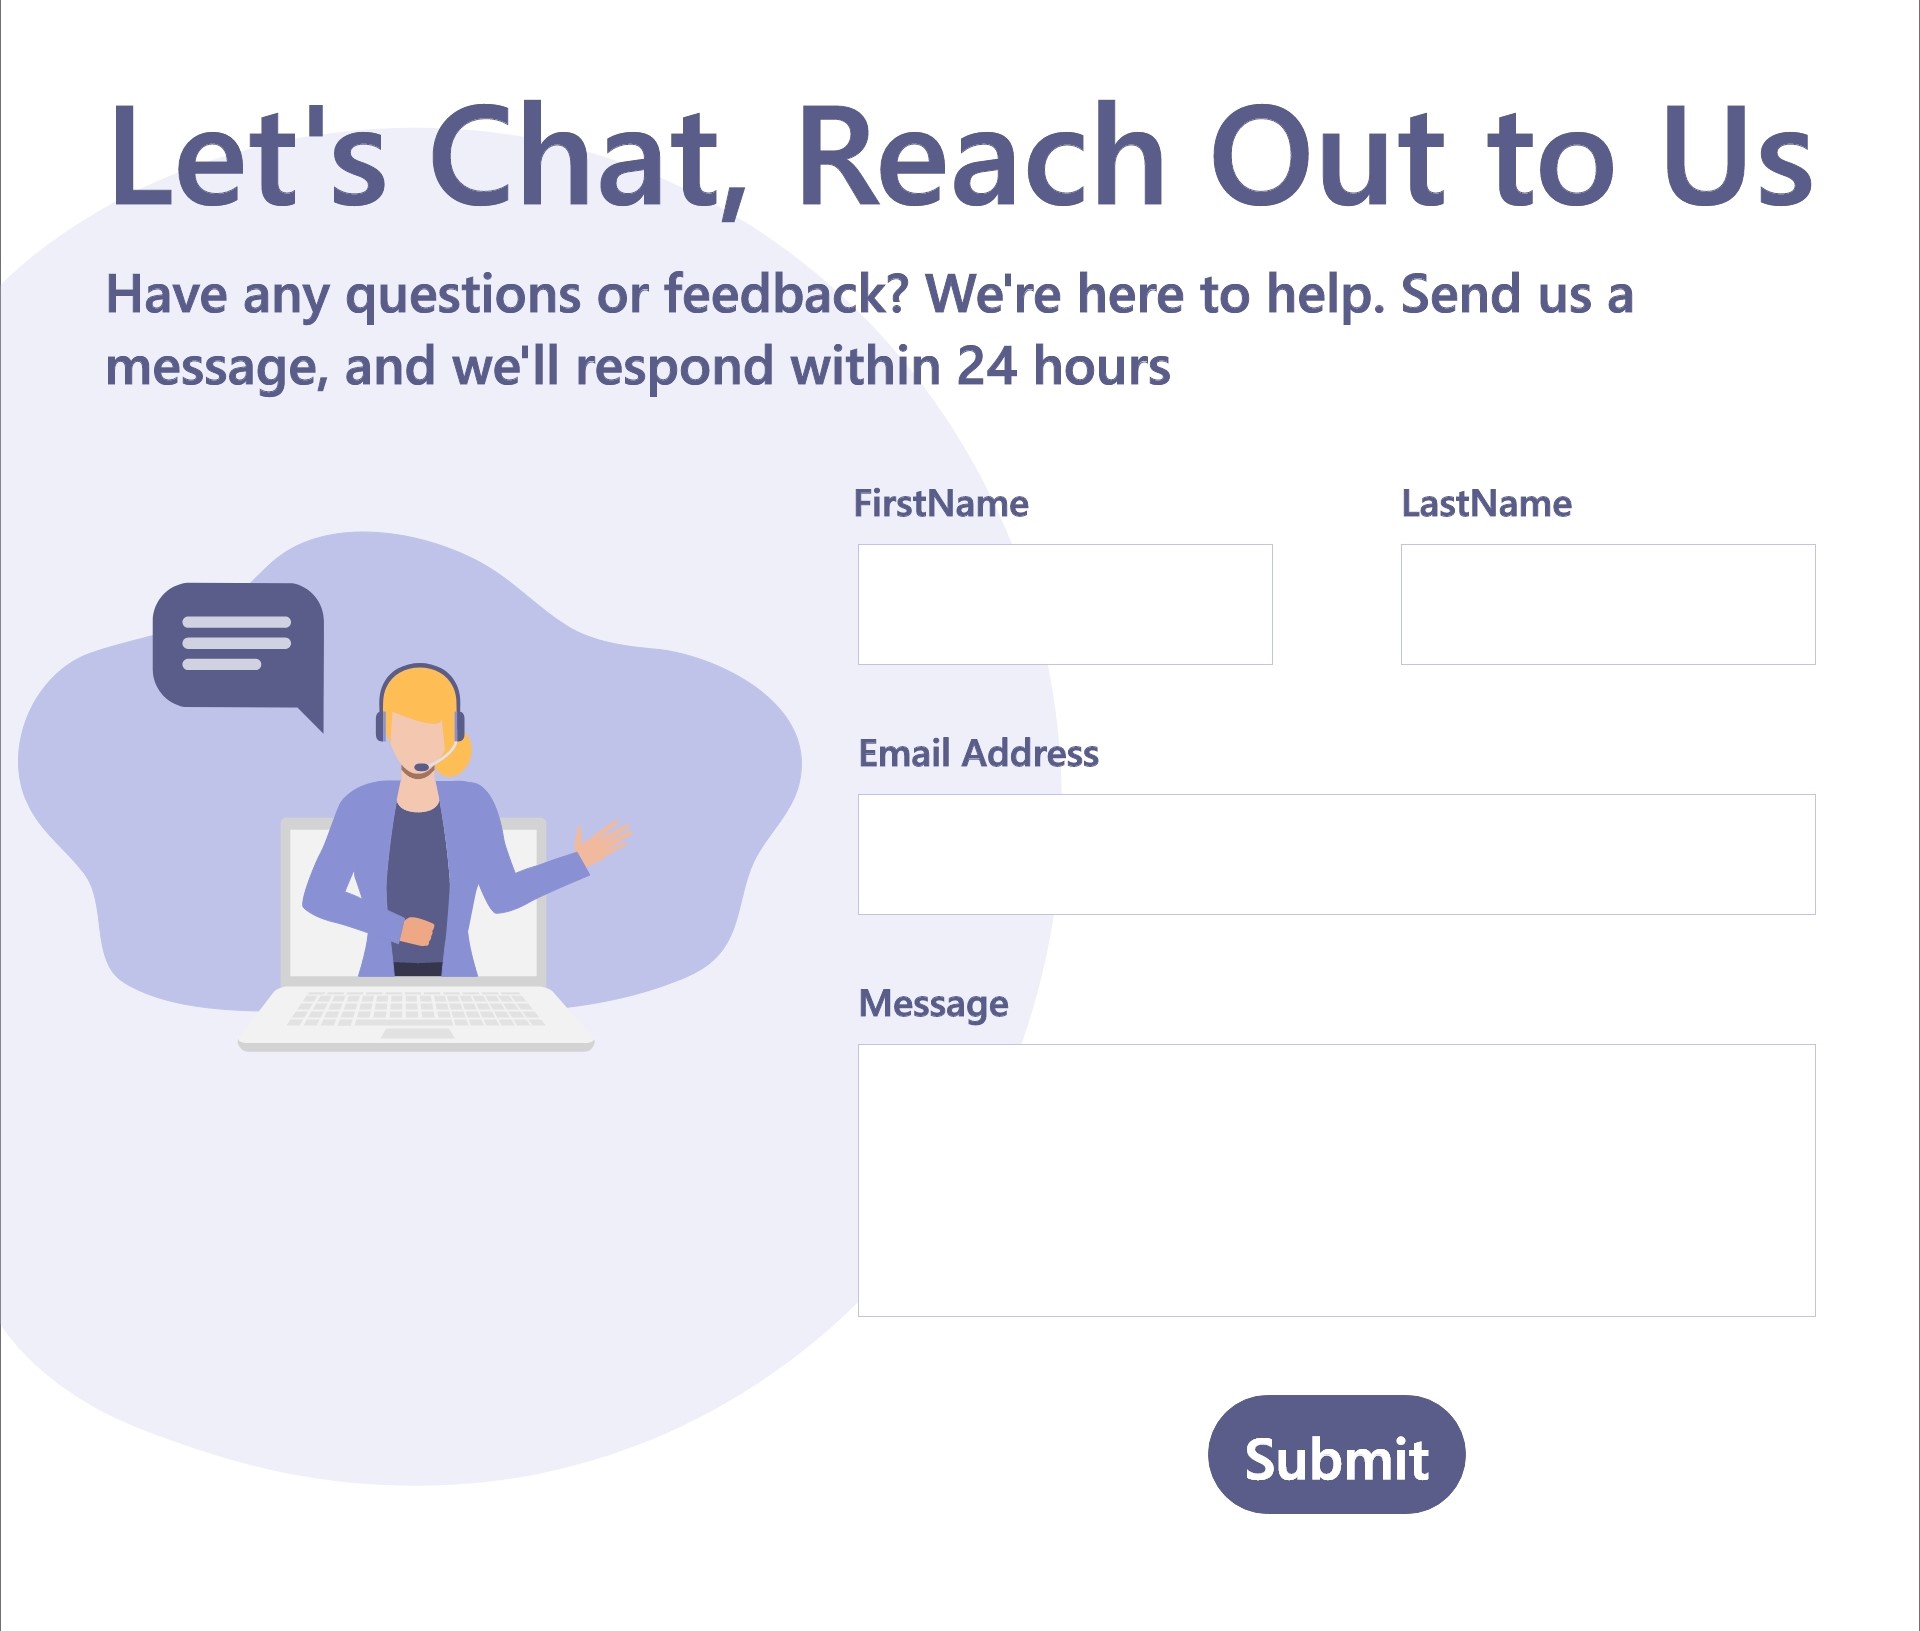 Let's Chat, Reach Out to Us
Have any questions or feedback? We're here to help. Send us a
message, and we'll respond within 24 hours
FirstName
LastName
Email Address
Message
Submit